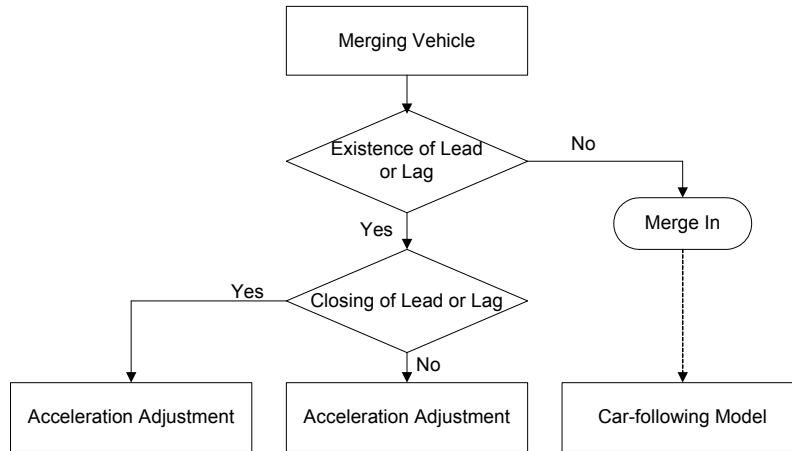 Merging Vehicle
Existence of Lead
or Lag
No
Yes
Merge In
Yes
Closing of Lead or Lag
No
Acceleration Adjustment
Acceleration Adjustment
Car-following Model